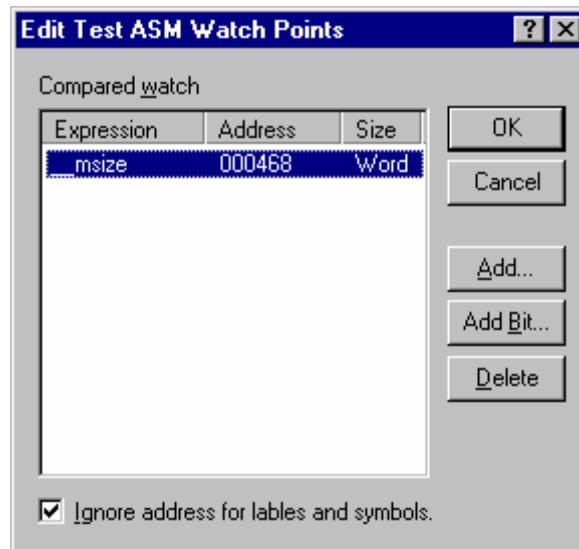 Edit Test ASM Watch Points
Compared watch
Expression Address Size
__msize 000468 Word
OK
Cancel
Add...
Add Bit...
Delete
Ignore address for lables and symbols.